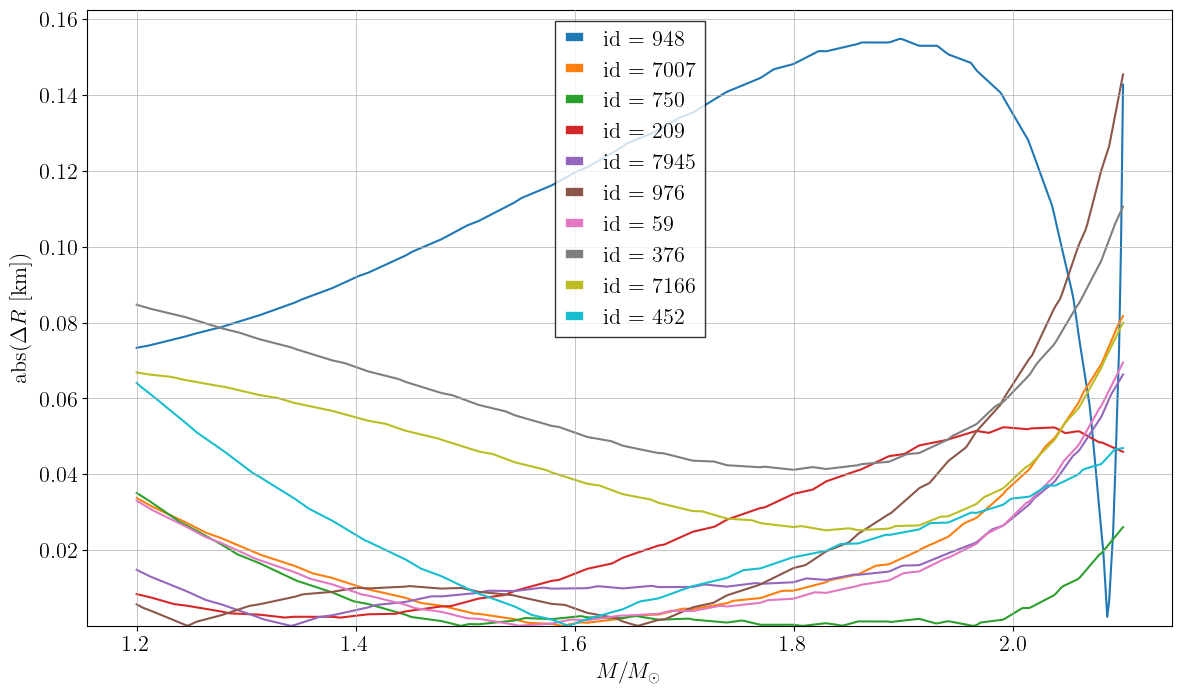 0.16
0.14
0.12
0.10
0.08
0.06
0.04
0.02
abs(ΔR [km])
id = 948
id = 7007
id = 750
id = 209
id = 7945
id = 976
id = 59
id = 376
id = 7166
id = 452
1.2 1.4 1.6 1.8 2.0
M/M⊙